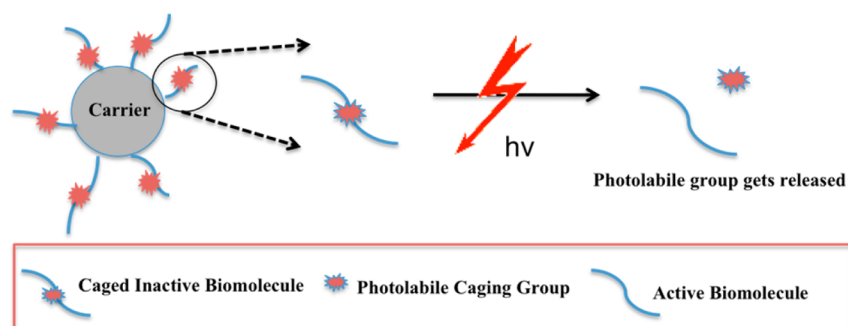 Carrier
hv
Photolabile group gets released
Caged Inactive Biomolecule
Photolabile Caging Group
Active Biomolecule